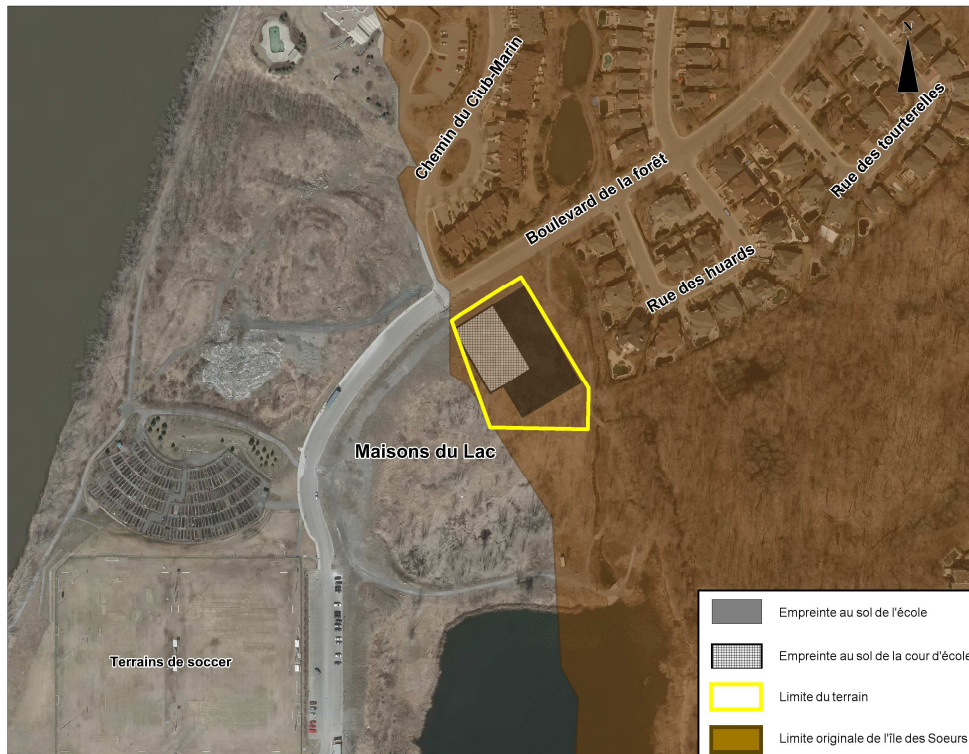 N
Chemin du Club-Marin
Boulevard de la forêt
Rue des tourterelles
Rue des huards
Maisons du Lac
Terrains de soccer
Empreinte au sol de l'école
Empreinte au sol de la cour d'école
Limite du terrain
Limite originale de l'île des Soeurs